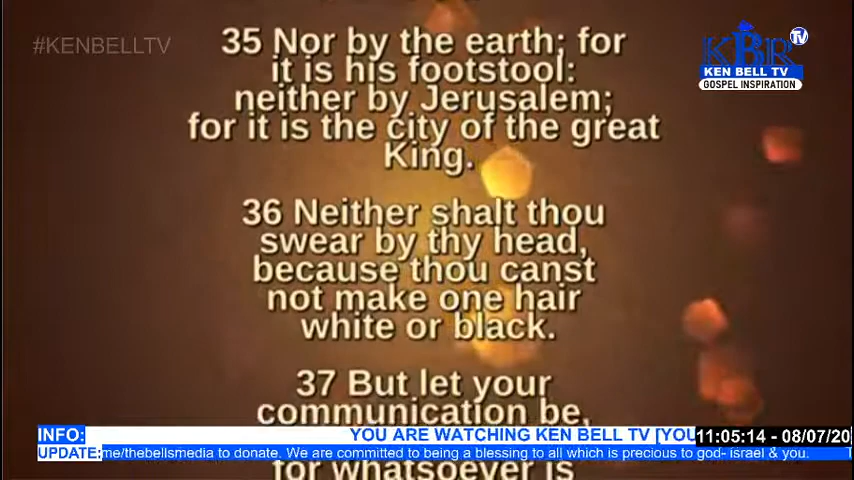 #KENBELLTV
KBR TV
KEN BELL TV
GOSPEL INSPIRATION
35 Nor by the earth; for
it is his footstool:
neither by Jerusalem;
for it is the city of the great
King.
36 Neither shalt thou
swear by thy head,
because thou canst
not make one hair
white or black.
37 But let your
communication be,
for whatsoever is
INFO: YOU ARE WATCHING KEN BELL TV [YOU 11:05:14 - 08/07/20
UPDATE: me/thebellsmedia to donate. We are committed to being a blessing to all which is precious to god- israel & you.